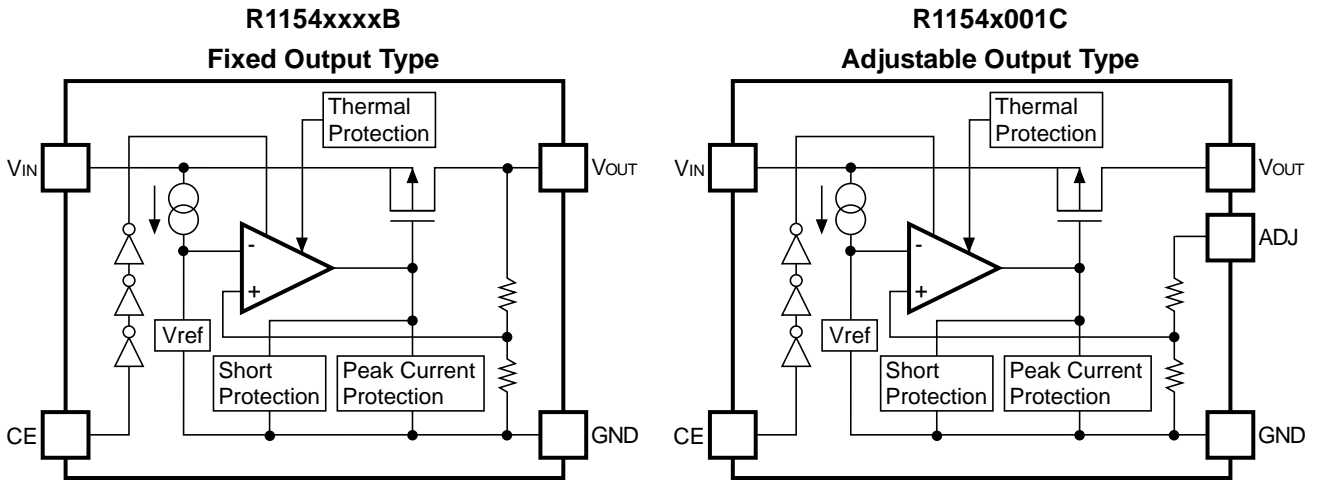 R1154xxxxB
Fixed Output Type
Thermal
Protection
VIN
VOUT
-
+
Vref
Short
Protection
Peak Current
Protection
CE
GND
R1154x001C
Adjustable Output Type
Thermal
Protection
VIN
VOUT
ADJ
-
+
Vref
Short
Protection
Peak Current
Protection
CE
GND